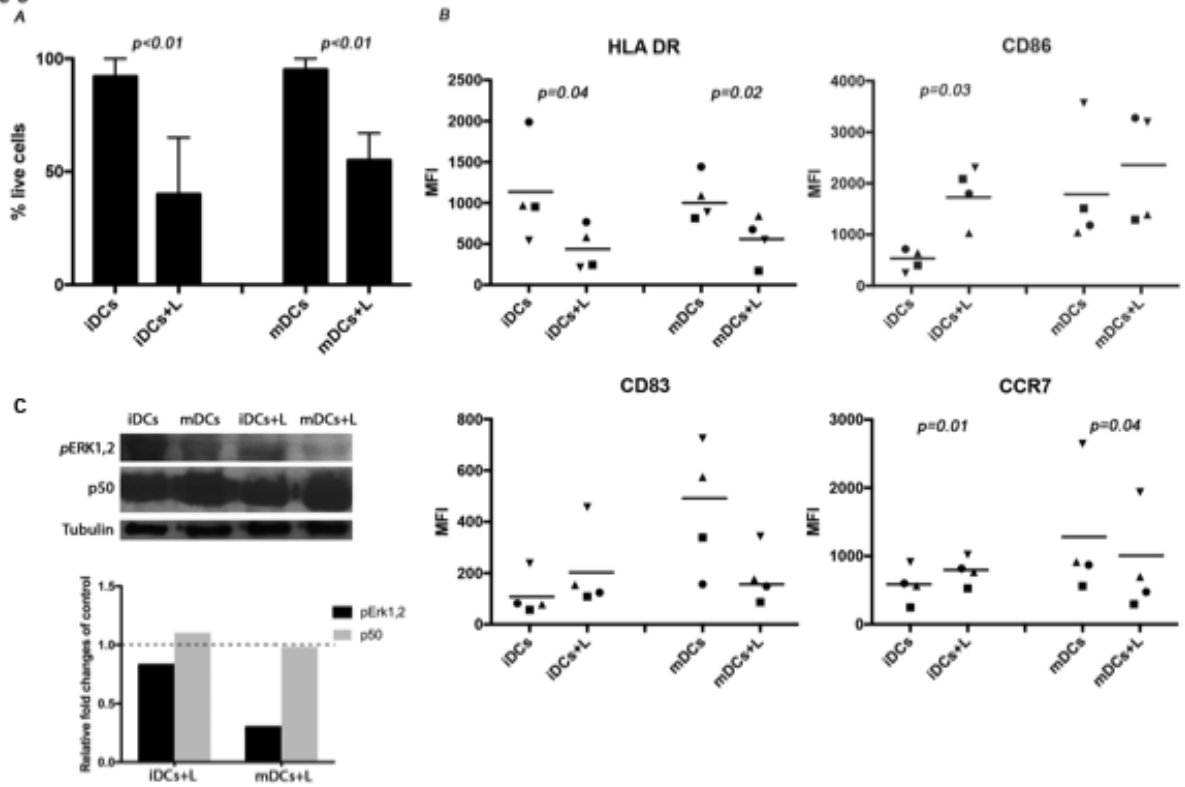 A
p<0.01
p<0.01
100
50
0
% live cells
iDCs
iDCs+L
mDCs
mDCs+L
B
HLA DR
p=0.04
p=0.02
2500
2000
1500
1000
500
0
MFI
iDCs
iDCs+L
mDCs
mDCs+L
CD86
p=0.03
4000
3000
2000
1000
0
MFI
iDCs
iDCs+L
mDCs
mDCs+L
C
iDCs mDCs iDCs+L mDCs+L
pERK1,2
p50
Tubulin
1.5
1.0
0.5
0.0
Relative fold changes of control
pErk1,2
p50
iDCs+L
mDCs+L
CD83
800
600
400
200
0
MFI
iDCs
iDCs+L
mDCs
mDCs+L
CCR7
p=0.01
p=0.04
3000
2000
1000
0
MFI
iDCs
iDCs+L
mDCs
mDCs+L